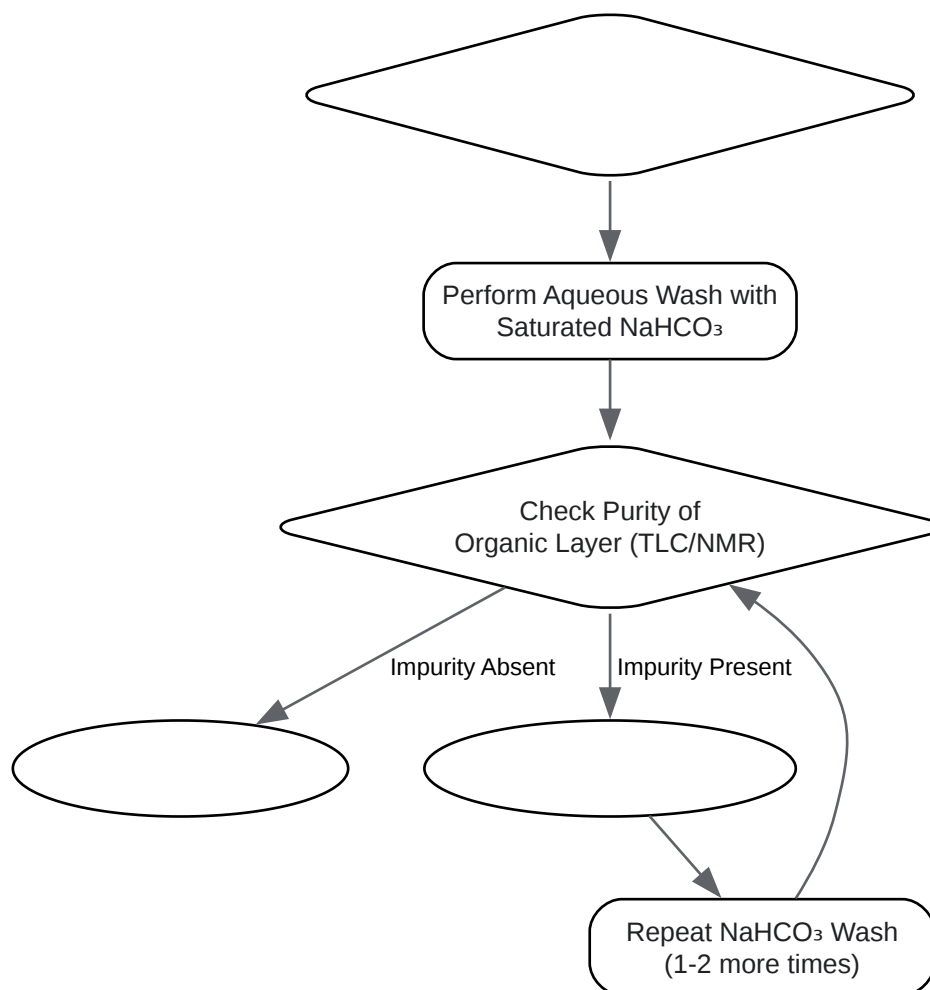 Perform Aqueous Wash with
Saturated NaHCO₃
Check Purity of
Organic Layer (TLC/NMR)
Impurity Absent
Impurity Present
Repeat NaHCO₃ Wash
(1-2 more times)